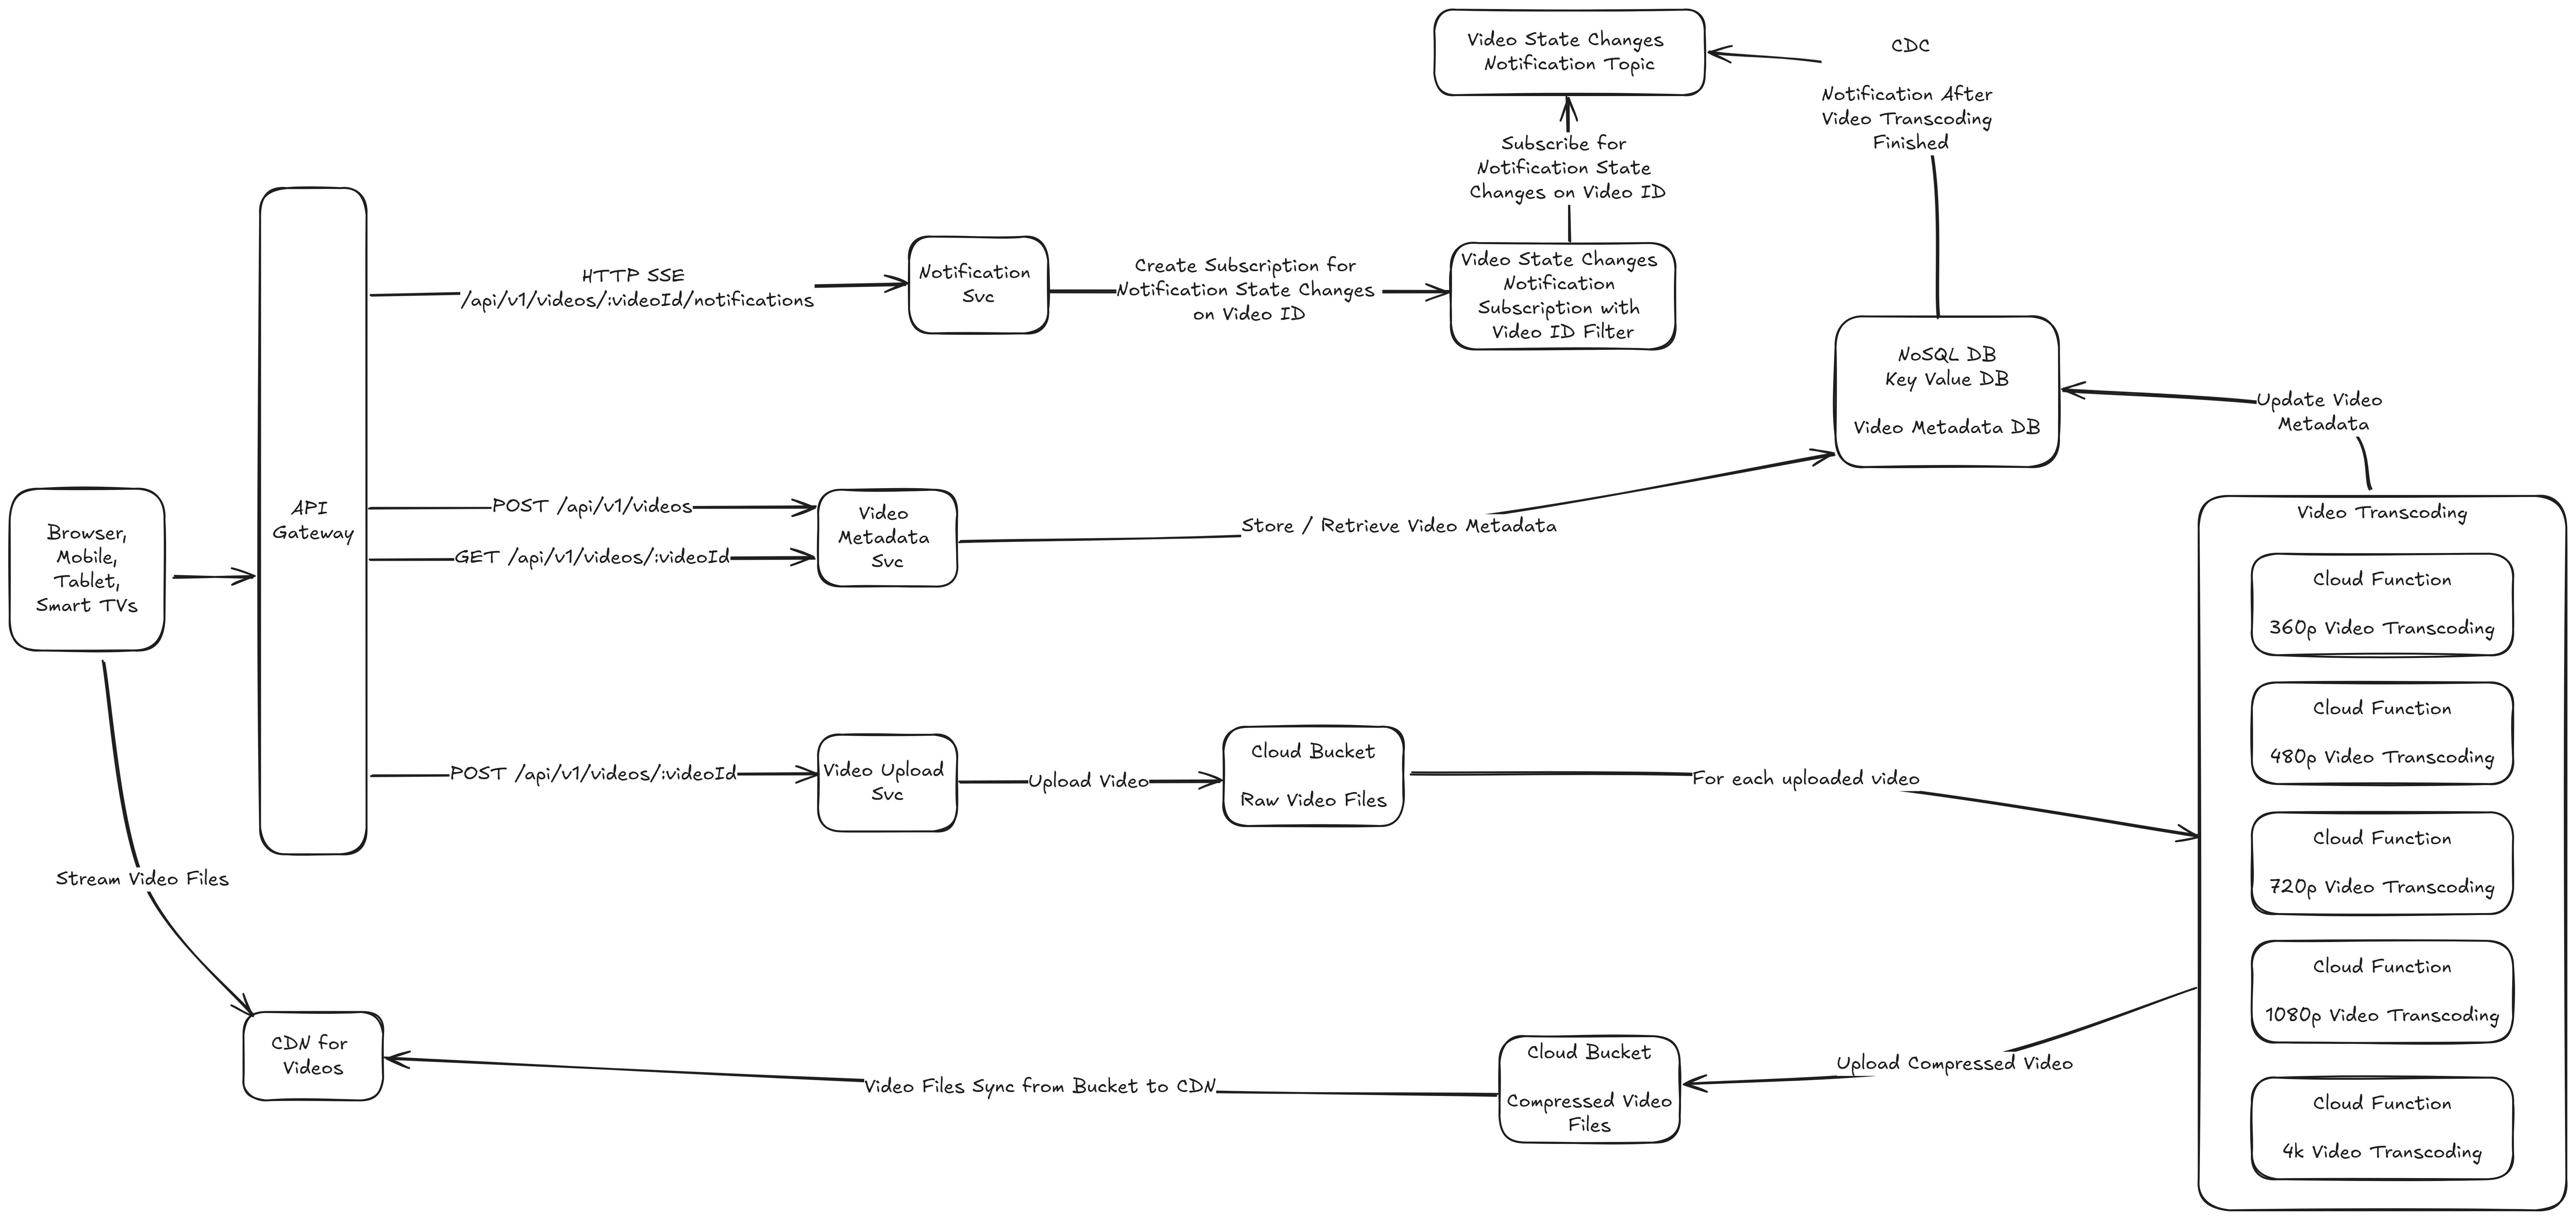 Video State Changes
Notification Topic
CDC
Notification After
Video Transcoding
Finished
Subscribe for
Notification State
Changes on Video ID
HTTP SSE
/api/v1/videos/:videoId/notifications
Notification
Svc
Create Subscription for
Notification State Changes
on Video ID
Video State Changes
Notification
Subscription with
Video ID Filter
NoSQL DB
Key Value DB
Video Metadata DB
Update Video
Metadata
Browser,
Mobile,
Tablet,
Smart TVs
API
Gateway
POST /api/v1/videos
GET /api/v1/videos/:videoId
Video
Metadata
Svc
Store / Retrieve Video Metadata
POST /api/v1/videos/:videoId
Video Upload
Svc
Upload Video
Cloud Bucket
Raw Video Files
For each uploaded video
Video Transcoding
Cloud Function
360p Video Transcoding
Cloud Function
480p Video Transcoding
Cloud Function
720p Video Transcoding
Cloud Function
1080p Video Transcoding
Cloud Function
4k Video Transcoding
Stream Video Files
CDN for
Videos
Video Files Sync from Bucket to CDN
Cloud Bucket
Compressed Video
Files
Upload Compressed Video